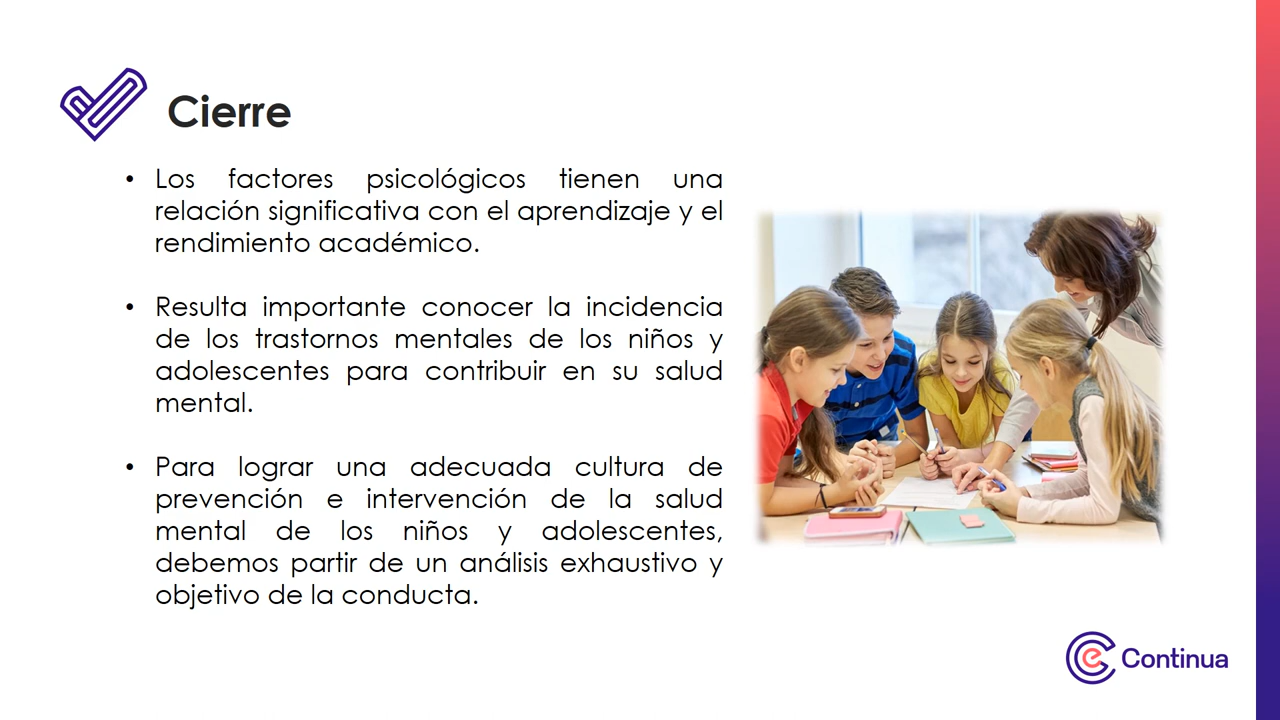 Cierre
• Los factores psicológicos tienen una
relación significativa con el aprendizaje y el
rendimiento académico.
• Resulta importante conocer la incidencia
de los trastornos mentales de los niños y
adolescentes para contribuir en su salud
mental.
• Para lograr una adecuada cultura de
prevención e intervención de la salud
mental de los niños y adolescentes,
debemos partir de un análisis exhaustivo y
objetivo de la conducta.
e Continua